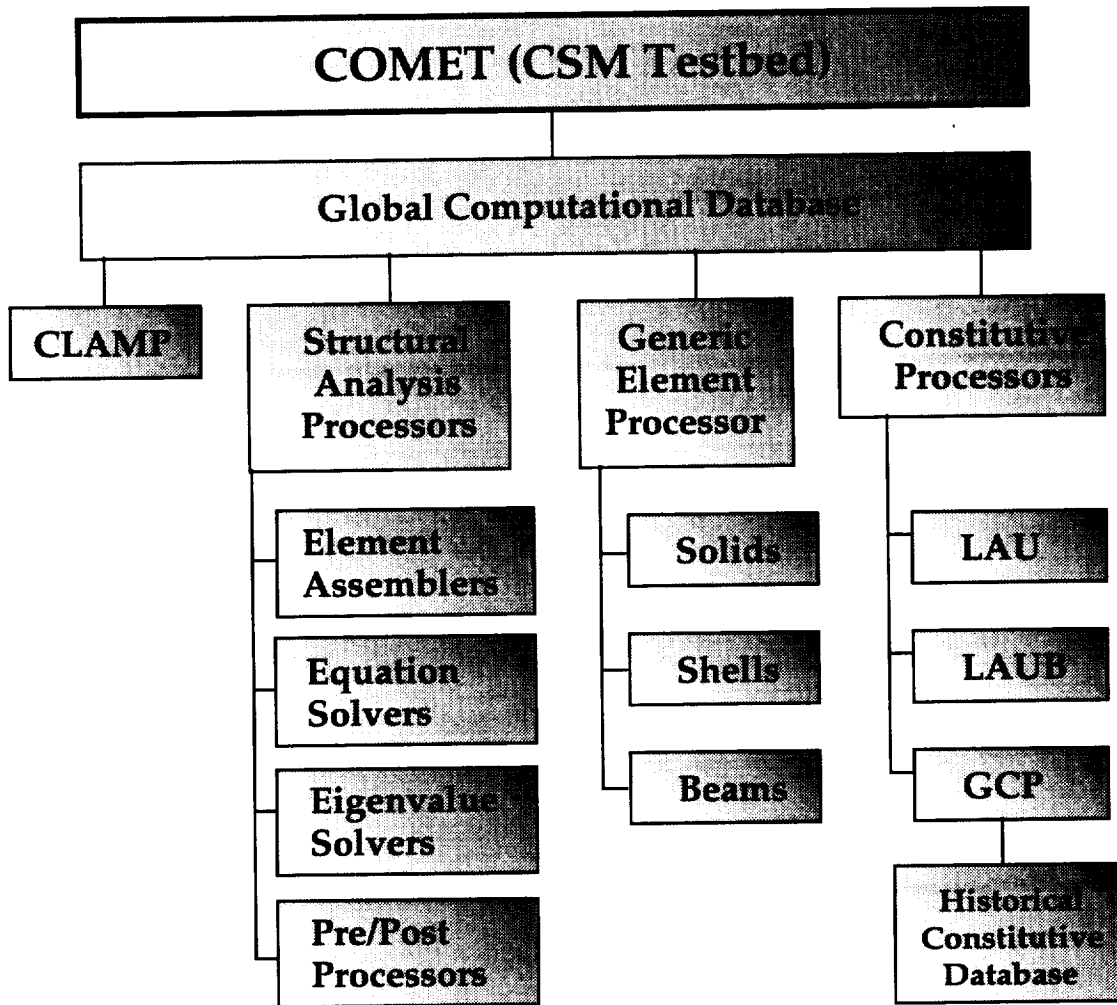 COMET (CSM Testbed)
Global Computational Database
CLAMP
Structural
Analysis
Processors
Element
Assemblers
Equation
Solvers
Eigenvalue
Solvers
Pre/Post
Processors
Generic
Element
Processor
Solids
Shells
Beams
Constitutive
Processors
LAU
LAUB
GCP
Historical
Constitutive
Database